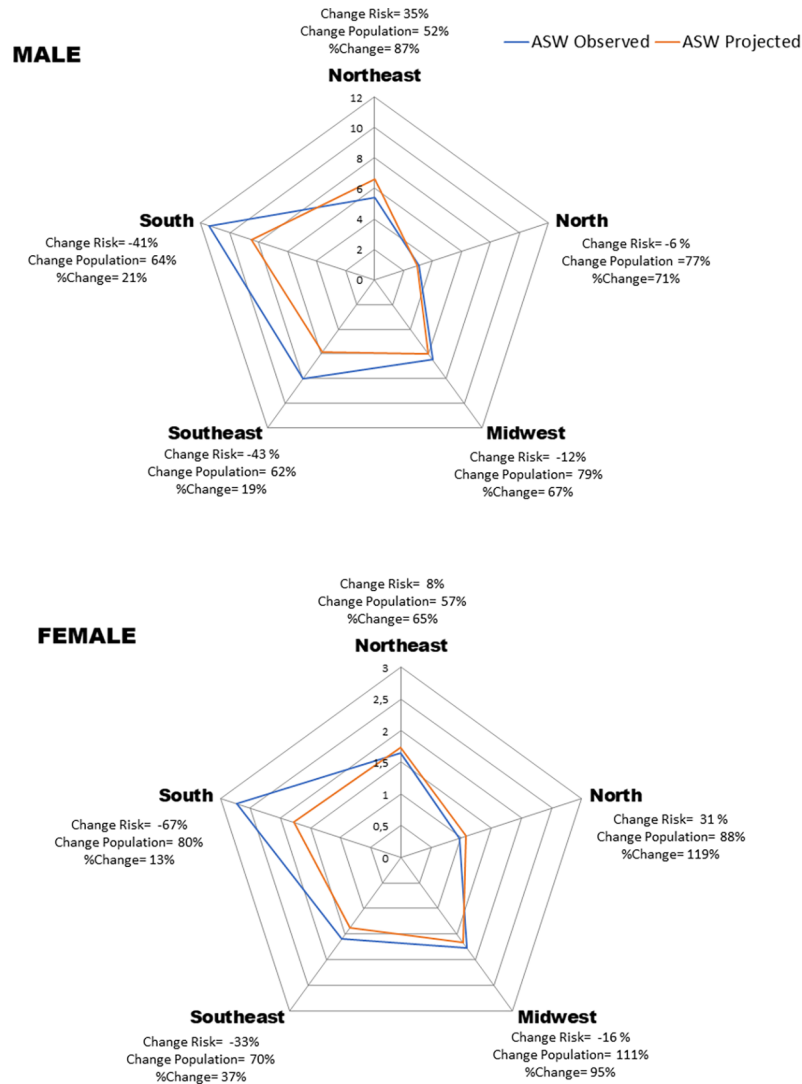 Change Risk= 35%
Change Population= 52%
%Change= 87%
ASW Observed
ASW Projected
MALE
Northeast
12
10
8
6
4
2
0
South
Change Risk= -41%
Change Population= 64%
%Change= 21%
North
Change Risk= -6 %
Change Population =77%
%Change=71%
Southeast
Change Risk= -43 %
Change Population= 62%
%Change= 19%
Midwest
Change Risk= -12%
Change Population= 79%
%Change= 67%
Change Risk= 8%
Change Population= 57%
%Change= 65%
FEMALE
Northeast
3
2,5
2
1,5
1
0,5
0
South
Change Risk= -67%
Change Population= 80%
%Change= 13%
North
Change Risk= 31 %
Change Population= 88%
%Change= 119%
Southeast
Change Risk= -33%
Change Population= 70%
%Change= 37%
Midwest
Change Risk= -16 %
Change Population= 111%
%Change= 95%